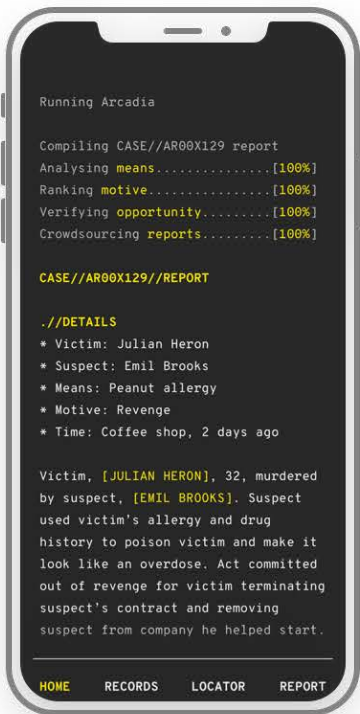 Running Arcadia
Compiling CASE//AR00X129 report
Analysing means...............[100%]
Ranking motive................[100%]
Verifying opportunity.........[100%]
Crowdsourcing reports.........[100%]
CASE//AR00X129//REPORT
.//DETAILS
* Victim: Julian Heron
* Suspect: Emil Brooks
* Means: Peanut allergy
* Motive: Revenge
* Time: Coffee shop, 2 days ago
Victim, [JULIAN HERON], 32, murdered
by suspect, [EMIL BROOKS]. Suspect
used victim's allergy and drug
history to poison victim and make it
look like an overdose. Act committed
out of revenge for victim terminating
suspect's contract and removing
suspect from company he helped start.
HOME RECORDS LOCATOR REPORT